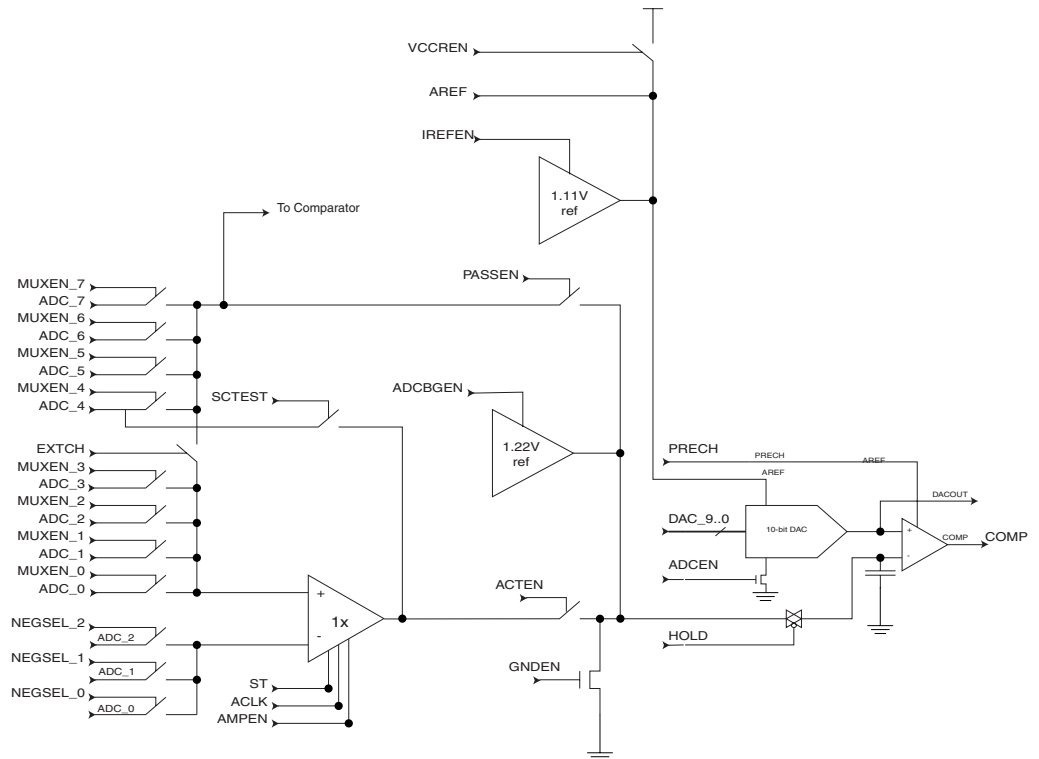 VCCREN
AREF
IREFEN
1.11V
ref
To Comparator
PASSEN
MUXEN_7
ADC_7
MUXEN_6
ADC_6
MUXEN_5
ADC_5
MUXEN_4
ADC_4
SCTEST
ADCBGEN
1.22V
ref
EXTCH
MUXEN_3
ADC_3
MUXEN_2
ADC_2
MUXEN_1
ADC_1
MUXEN_0
ADC_0
PRECH
PRECH
AREF
AREF
DACOUT
DAC_9..0
10-bit DAC
+
-
COMP
COMP
ADCEN
ACTEN
HOLD
GNDEN
+
1x
-
NEGSEL_2
ADC_2
NEGSEL_1
ADC_1
NEGSEL_0
ADC_0
ST
ACLK
AMPEN